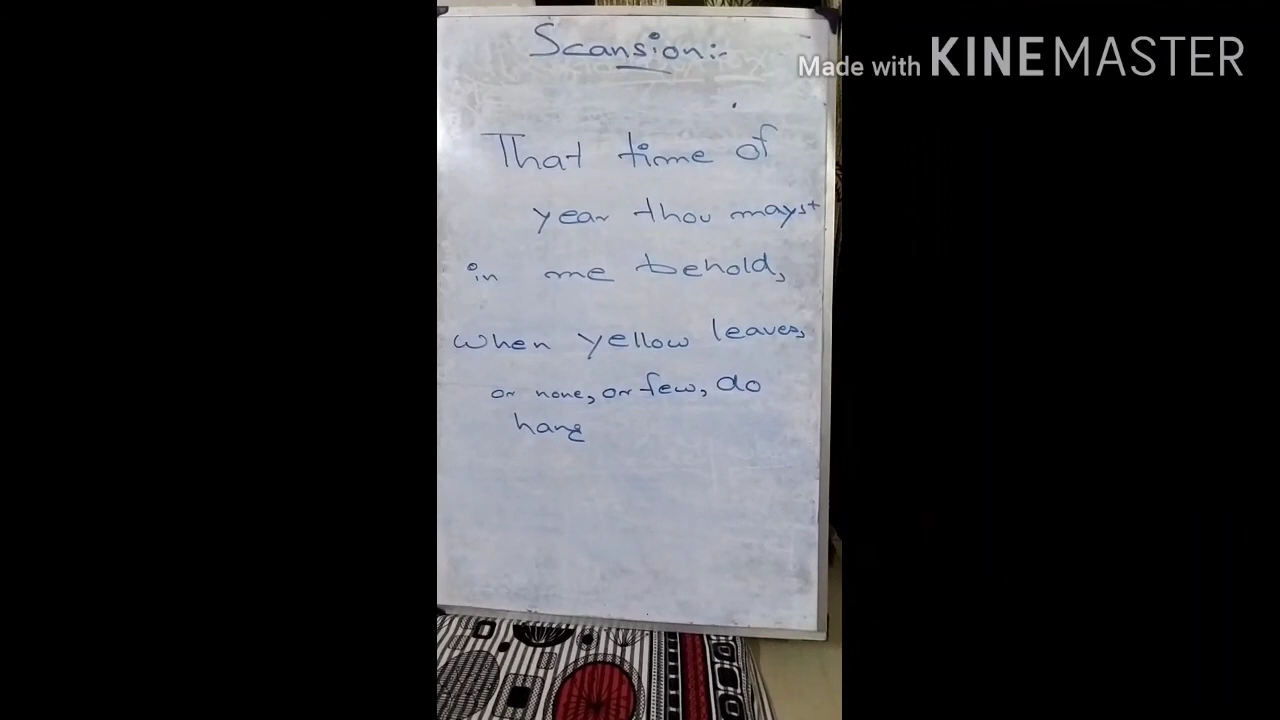 Scansion:-
Made with KINEMASTER
That time of
year thou mayst
in me behold,
when yellow leaves,
or none, or few, do
hang